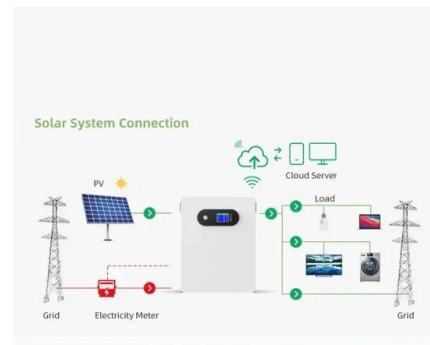 Solar System Connection
Cloud Server
PV
Load
Grid
Electricity Meter
Grid